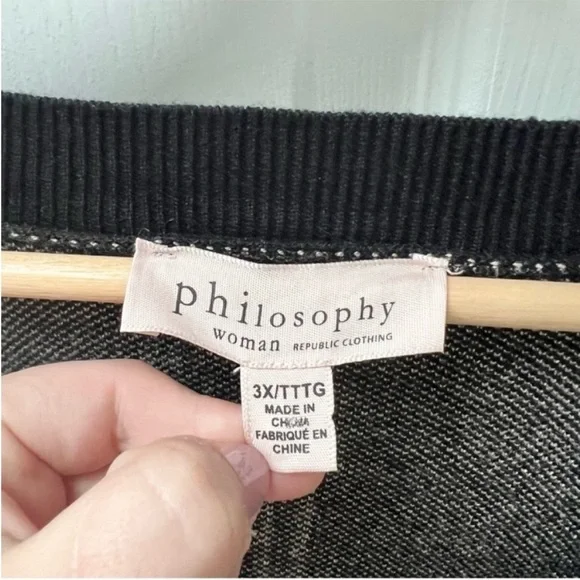 philosophy
woman REPUBLIC CLOTHING
3X/TTTG
MADE IN
CHINA
FABRIQUÉ EN
CHINE